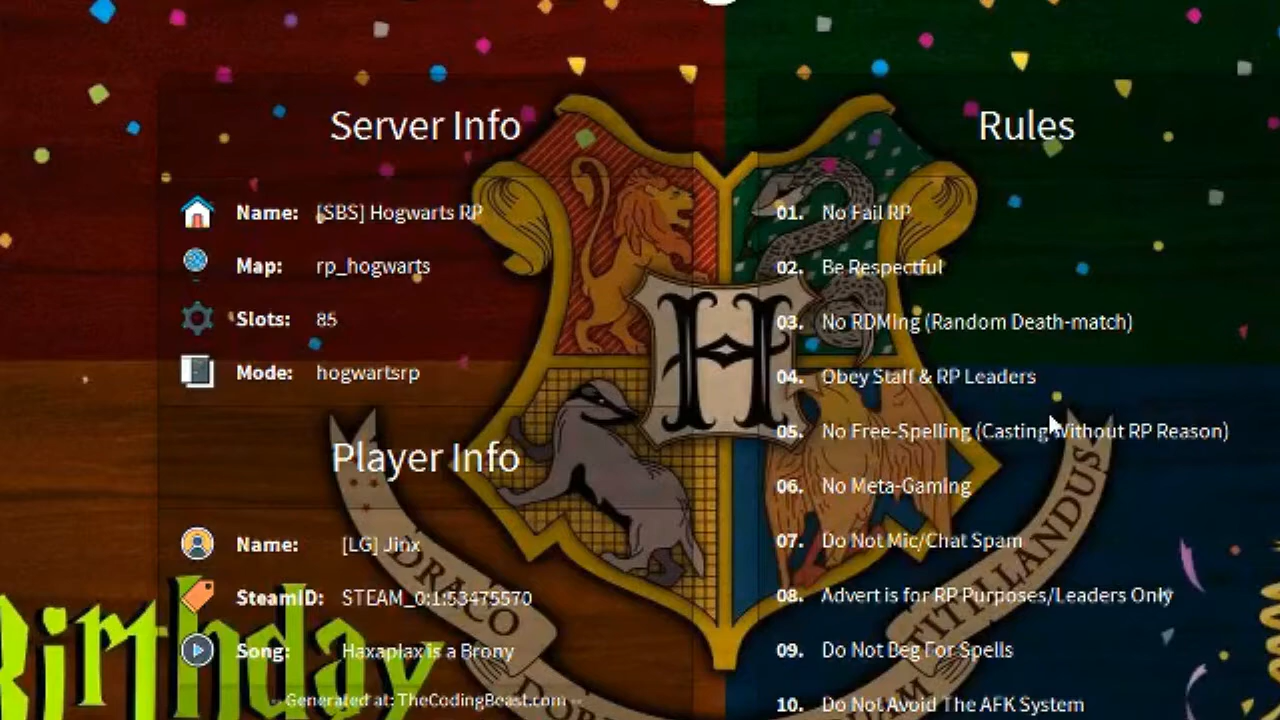 Server Info
Name: [SBS] Hogwarts RP
Map: rp_hogwarts
Slots: 85
Mode: hogwartsrp
Player Info
Name: [LG] Jinx
SteamID: STEAM_0:1:53475570
Song: Haxaplax is a Brony
Generated at: TheCodingBeast.com
Rules
01. No Fail RP
02. Be Respectful
03. No RDMing (Random Death-match)
04. Obey Staff & RP Leaders
05. No Free-Spelling (Casting Without RP Reason)
06. No Meta-Gaming
07. Do Not Mic/Chat Spam
08. Advert is for RP Purposes/Leaders Only
09. Do Not Beg For Spells
10. Do Not Avoid The AFK System
H
Birthday
DRACO
TITILLANDUS